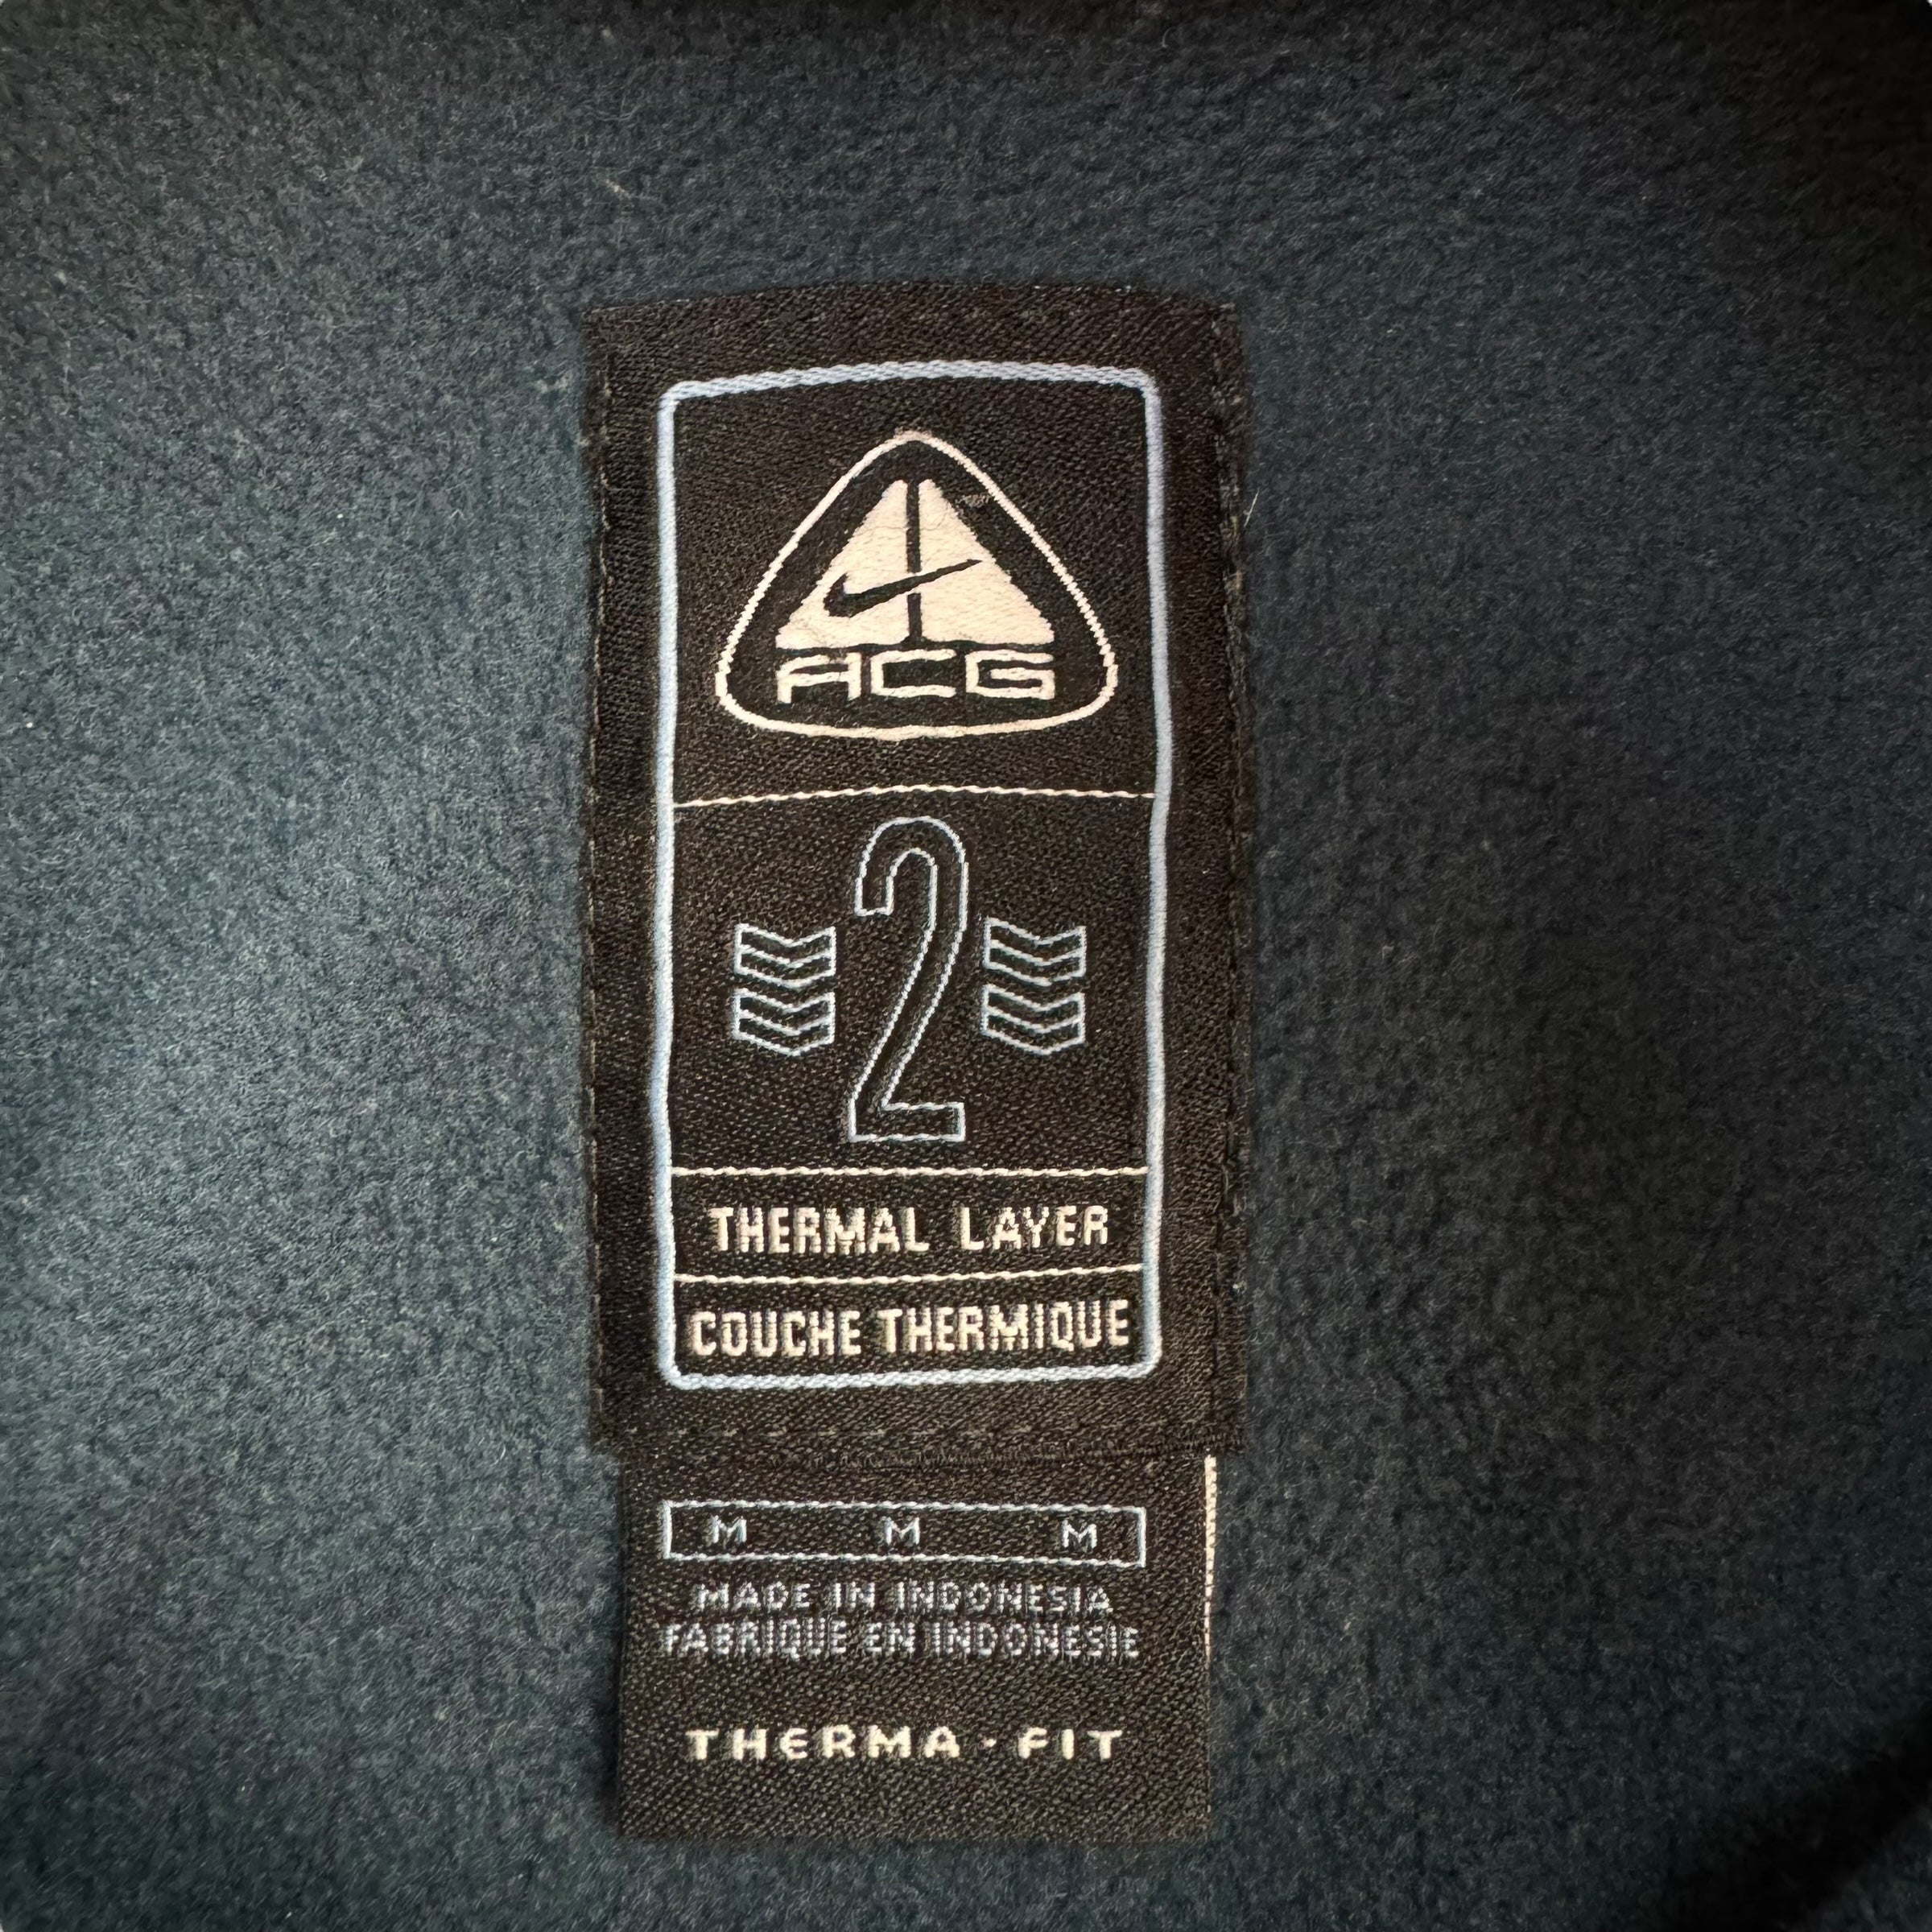 ACG
2
THERMAL LAYER
COUCHE THERMIQUE
M M M
MADE IN INDONESIA
FABRIQUE EN INDONESIE
THERMA·FIT